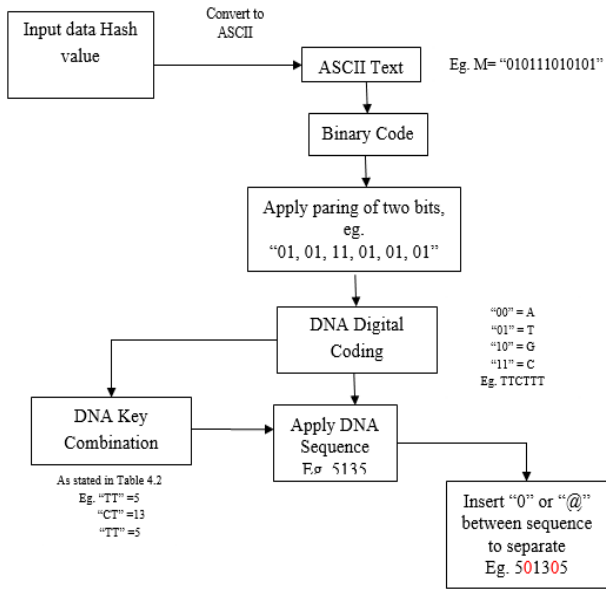 Input data Hash
value
Convert to
ASCII
ASCII Text
Eg. M= “010111010101”
Binary Code
Apply paring of two bits,
eg.
“01, 01, 11, 01, 01, 01”
DNA Digital
Coding
“00” = A
“01” = T
“10” = G
“11” = C
Eg. TTCTTT
DNA Key
Combination
Apply DNA
Sequence
Eg. 5135
As stated in Table 4.2
Eg. “TT” =5
“CT” =13
“TT” =5
Insert “0” or “@”
between sequence
to separate
Eg. 501305